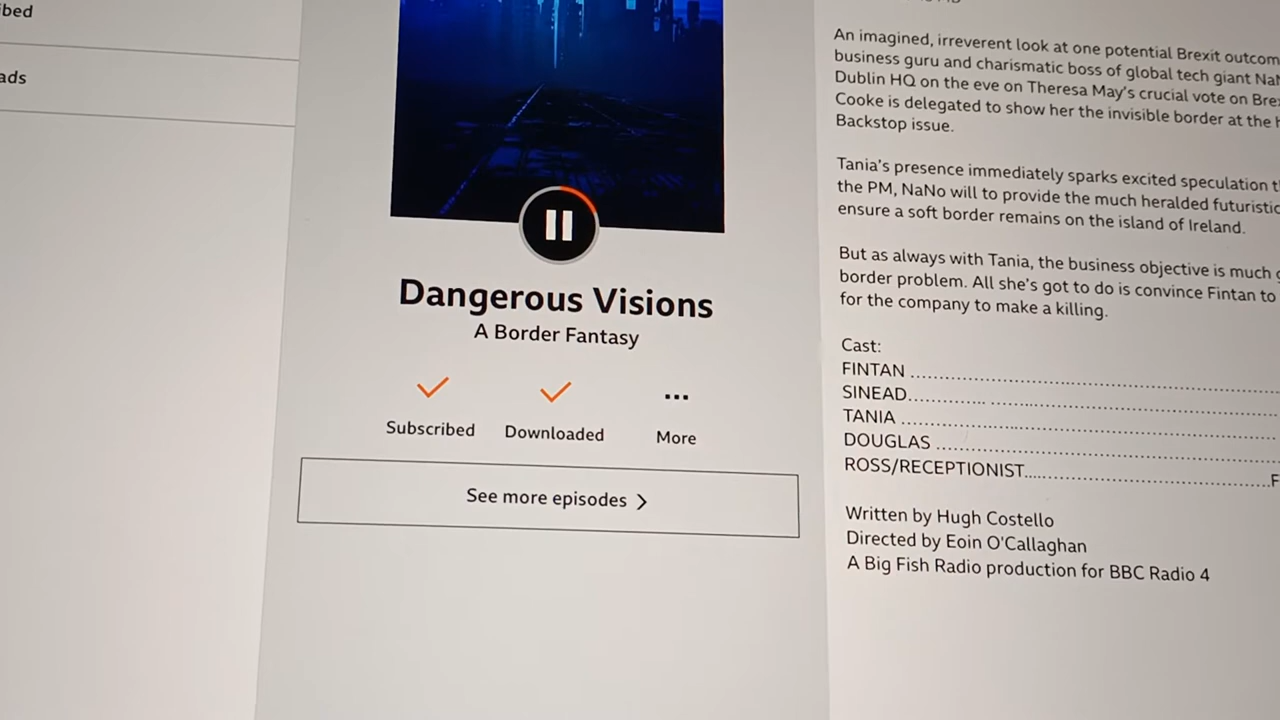 bed
ads
Dangerous Visions
A Border Fantasy
Subscribed
Downloaded
More
See more episodes
An imagined, irreverent look at one potential Brexit outcom
business guru and charismatic boss of global tech giant NaN
Dublin HQ on the eve on Theresa May's crucial vote on Bre
Cooke is delegated to show her the invisible border at the h
Backstop issue.
Tania's presence immediately sparks excited speculation t
the PM, NaNo will to provide the much heralded futuristic
ensure a soft border remains on the island of Ireland.
But as always with Tania, the business objective is much
border problem. All she's got to do is convince Fintan to
for the company to make a killing.
Cast:
FINTAN ........................................................
SINEAD............... .........................................
TANIA ..........................................................
DOUGLAS ....................................................
ROSS/RECEPTIONIST..........................................F
Written by Hugh Costello
Directed by Eoin O'Callaghan
A Big Fish Radio production for BBC Radio 4